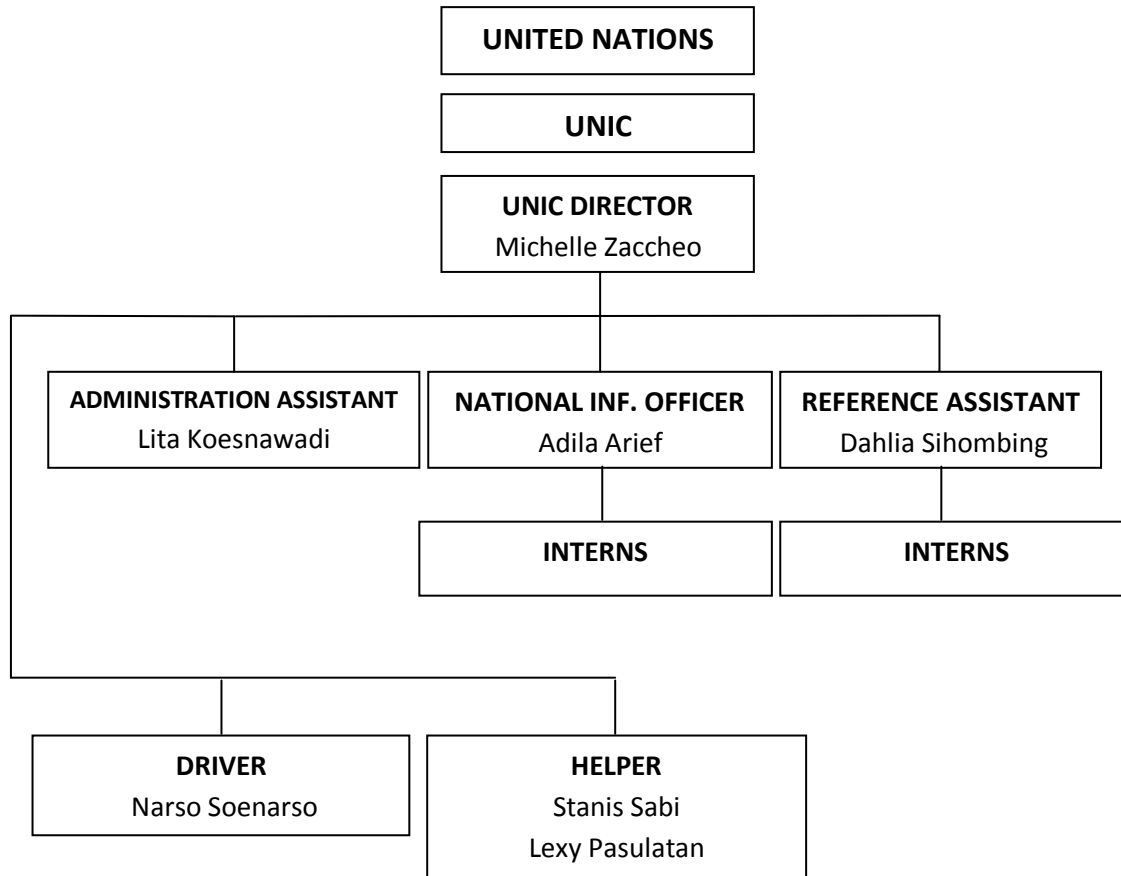 UNITED NATIONS
UNIC
UNIC DIRECTOR
Michelle Zaccheo
ADMINISTRATION ASSISTANT
Lita Koesnawadi
NATIONAL INF. OFFICER
Adila Arief
REFERENCE ASSISTANT
Dahlia Sihombing
INTERNS
INTERNS
DRIVER
Narso Soenarso
HELPER
Stanis Sabi
Lexy Pasulatan